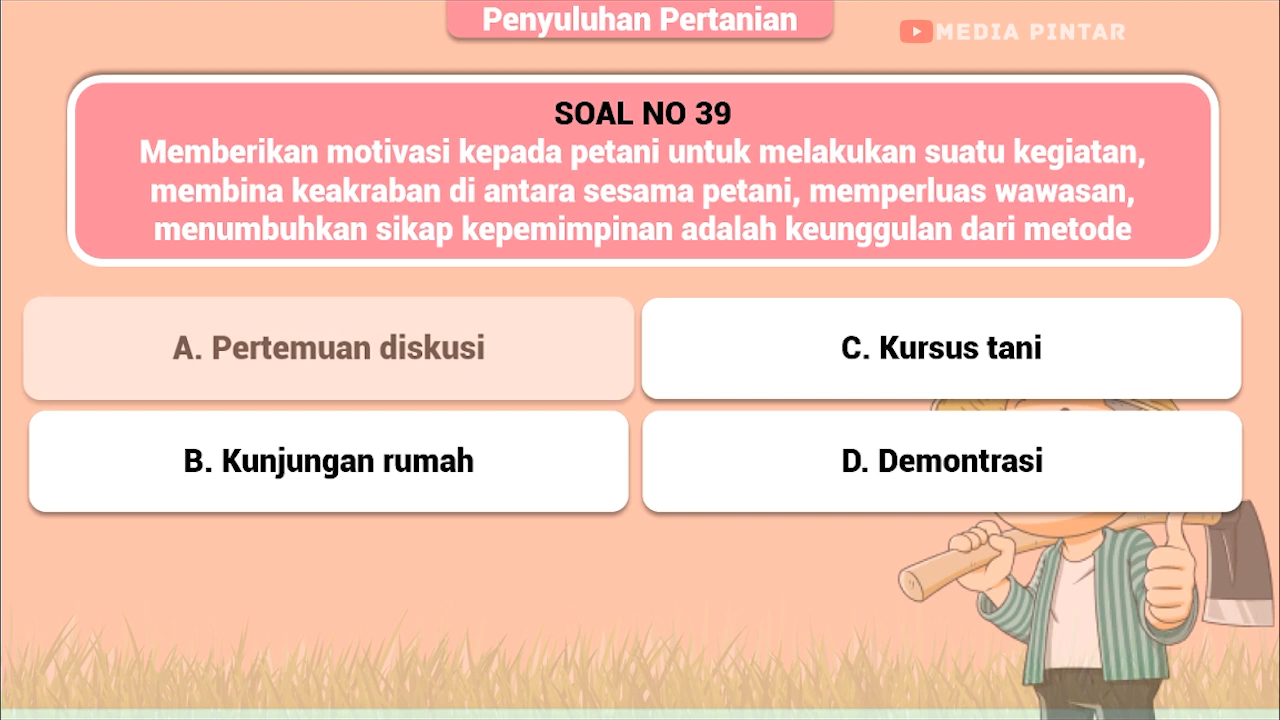 Penyuluhan Pertanian
MEDIA PINTAR
SOAL NO 39
Memberikan motivasi kepada petani untuk melakukan suatu kegiatan,
membina keakraban di antara sesama petani, memperluas wawasan,
menumbuhkan sikap kepemimpinan adalah keunggulan dari metode
A. Pertemuan diskusi
C. Kursus tani
B. Kunjungan rumah
D. Demontrasi